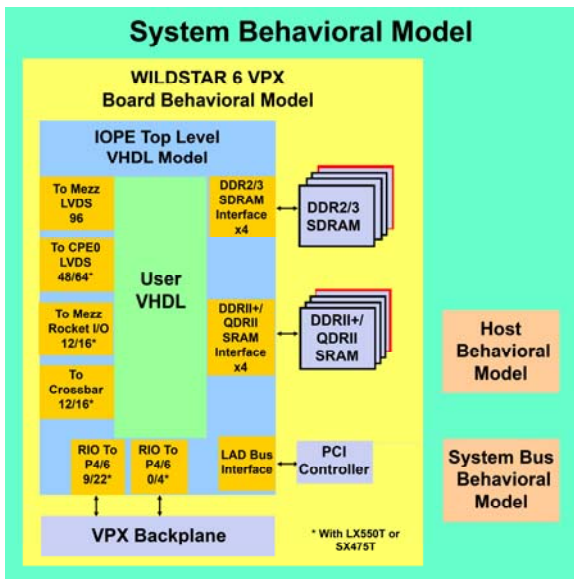 System Behavioral Model
WILDSTAR 6 VPX
Board Behavioral Model
IOPE Top Level
VHDL Model
To Mezz
LVDS
96
To CPE0
LVDS
48/64*
To Mezz
Rocket I/O
12/16*
To
Crossbar
12/16*
User
VHDL
DDR2/3
SDRAM
Interface
x4
DDR2/3
SDRAM
DDRII+/
QDRII
SRAM
Interface
x4
DDRII+/
QDRII
SRAM
RIO To
P4/6
9/22*
RIO To
P4/6
0/4*
LAD Bus
Interface
PCI
Controller
VPX Backplane
* With LX550T or
SX475T
Host
Behavioral
Model
System Bus
Behavioral
Model